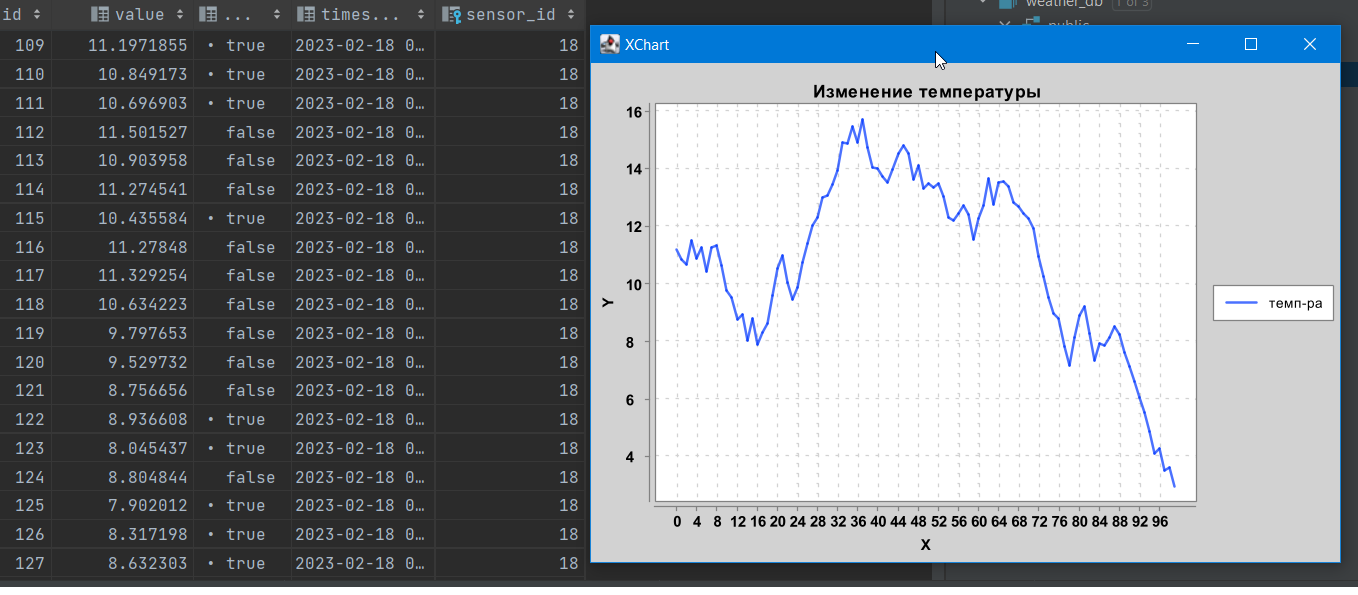 id value ... times... sensor_id
109 11.1971855 • true 2023-02-18 0… 18
110 10.849173 • true 2023-02-18 0… 18
111 10.696903 • true 2023-02-18 0… 18
112 11.501527 false 2023-02-18 0… 18
113 10.903958 false 2023-02-18 0… 18
114 11.274541 false 2023-02-18 0… 18
115 10.435584 • true 2023-02-18 0… 18
116 11.27848 false 2023-02-18 0… 18
117 11.329254 false 2023-02-18 0… 18
118 10.634223 false 2023-02-18 0… 18
119 9.797653 false 2023-02-18 0… 18
120 9.529732 false 2023-02-18 0… 18
121 8.756656 false 2023-02-18 0… 18
122 8.936608 • true 2023-02-18 0… 18
123 8.045437 • true 2023-02-18 0… 18
124 8.804844 false 2023-02-18 0… 18
125 7.902012 • true 2023-02-18 0… 18
126 8.317198 • true 2023-02-18 0… 18
127 8.632303 • true 2023-02-18 0… 18
weather_db 1 of 3
public
XChart
Изменение температуры
16
14
12
10
8
6
4
Y
0 4 8 12 16 20 24 28 32 36 40 44 48 52 56 60 64 68 72 76 80 84 88 92 96
X
темп-ра